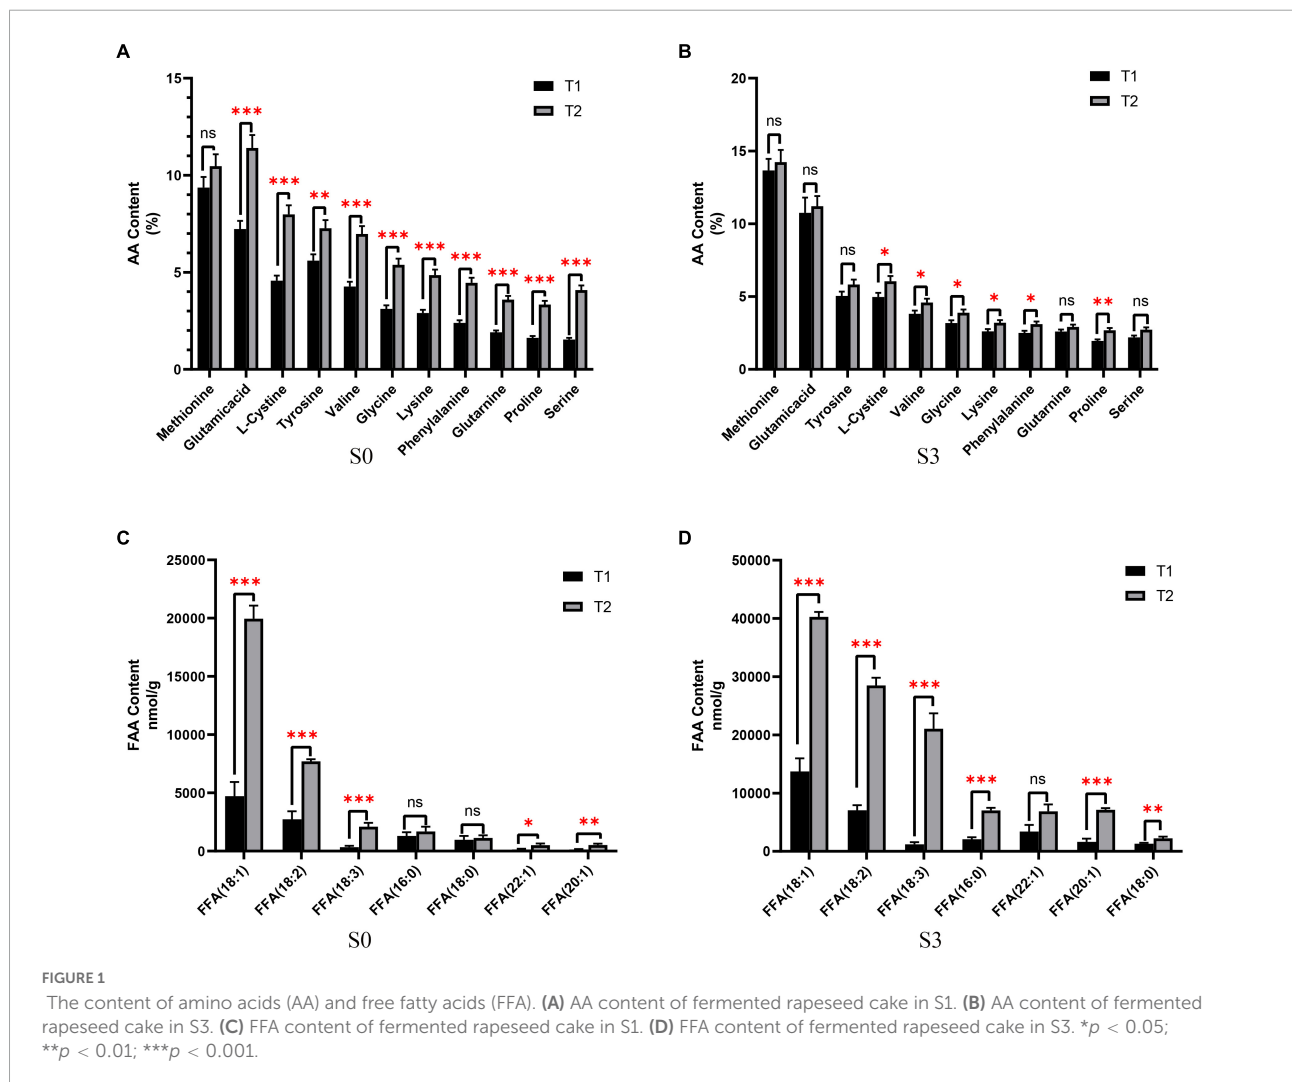 A
15
10
5
0
AA Content
(%)
T1
T2
ns
***
***
**
***
***
***
***
***
***
***
Methionine
Glutamicacid
L-Cystine
Tyrosine
Valine
Glycine
Lysine
Phenylalanine
Glutarnine
Proline
Serine
S0
B
20
15
10
5
0
AA Content
(%)
T1
T2
ns
ns
ns
*
*
*
*
*
ns
**
ns
Methionine
Glutamicacid
Tyrosine
L-Cystine
Valine
Glycine
Lysine
Phenylalanine
Glutarnine
Proline
Serine
S3
C
25000
20000
15000
10000
5000
0
FAA Content
nmol/g
T1
T2
***
***
***
ns
ns
*
**
FFA(18:1)
FFA(18:2)
FFA(18:3)
FFA(16:0)
FFA(18:0)
FFA(22:1)
FFA(20:1)
S0
D
50000
40000
30000
20000
10000
0
FAA Content
nmol/g
T1
T2
***
***
***
***
ns
***
**
FFA(18:1)
FFA(18:2)
FFA(18:3)
FFA(16:0)
FFA(22:1)
FFA(20:1)
FFA(18:0)
S3
FIGURE 1
The content of amino acids (AA) and free fatty acids (FFA). (A) AA content of fermented rapeseed cake in S1. (B) AA content of fermented
rapeseed cake in S3. (C) FFA content of fermented rapeseed cake in S1. (D) FFA content of fermented rapeseed cake in S3. *p < 0.05;
**p < 0.01; ***p < 0.001.